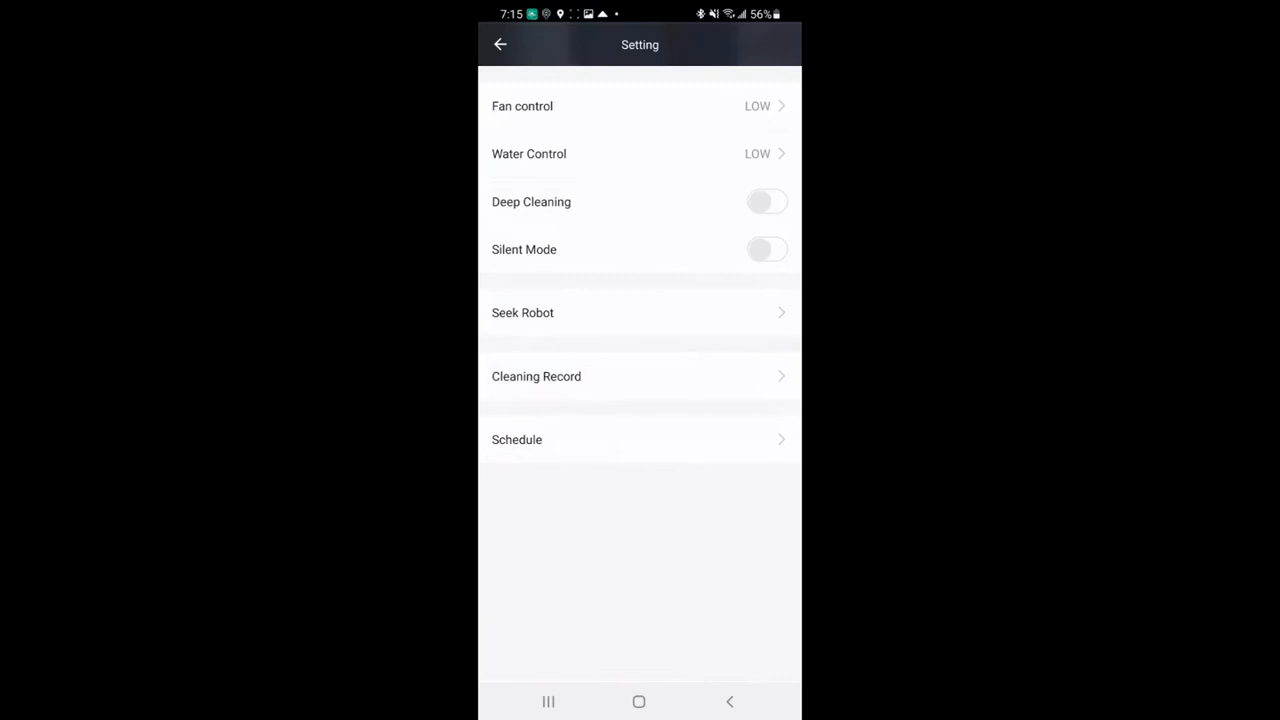 7:15 56%
Setting
Fan control LOW
Water Control LOW
Deep Cleaning
Silent Mode
Seek Robot
Cleaning Record
Schedule